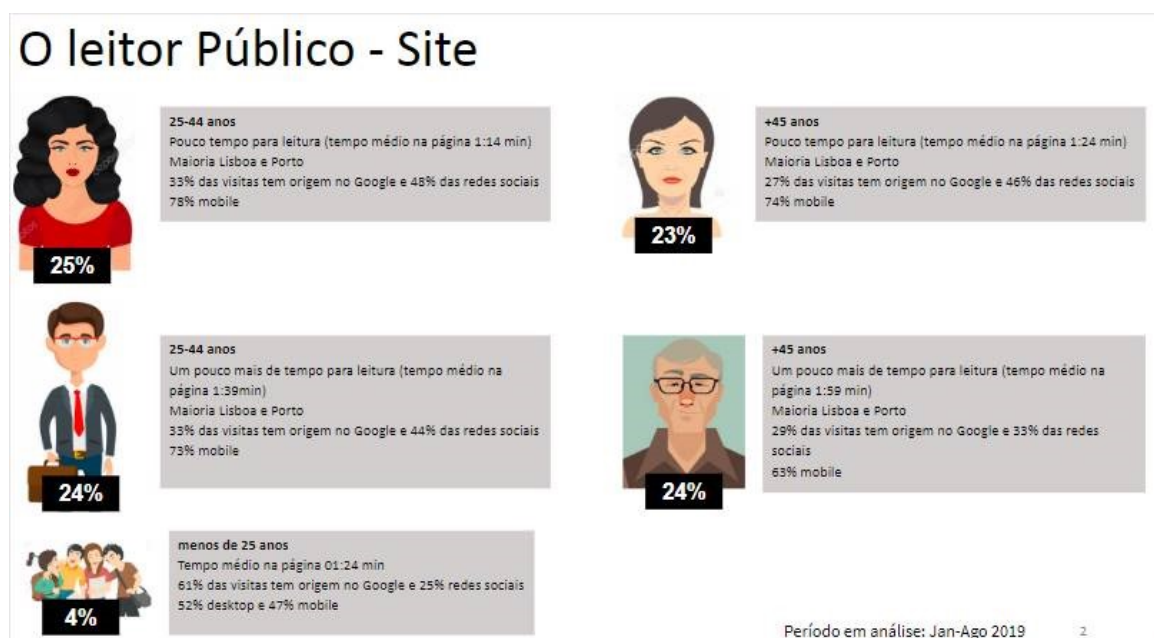 O leitor Público - Site
25-44 anos
Pouco tempo para leitura (tempo médio na página 1:14 min)
Maioria Lisboa e Porto
33% das visitas tem origem no Google e 48% das redes sociais
78% mobile
25%
+45 anos
Pouco tempo para leitura (tempo médio na página 1:24 min)
Maioria Lisboa e Porto
27% das visitas tem origem no Google e 46% das redes sociais
74% mobile
23%
25-44 anos
Um pouco mais de tempo para leitura (tempo médio na
página 1:39min)
Maioria Lisboa e Porto
33% das visitas tem origem no Google e 44% das redes sociais
73% mobile
24%
+45 anos
Um pouco mais de tempo para leitura (tempo médio na
página 1:59 min)
Maioria Lisboa e Porto
29% das visitas tem origem no Google e 33% das redes
sociais
63% mobile
24%
menos de 25 anos
Tempo médio na página 01:24 min
61% das visitas tem origem no Google e 25% redes sociais
52% desktop e 47% mobile
4%
Período em análise: Jan-Ago 2019
2